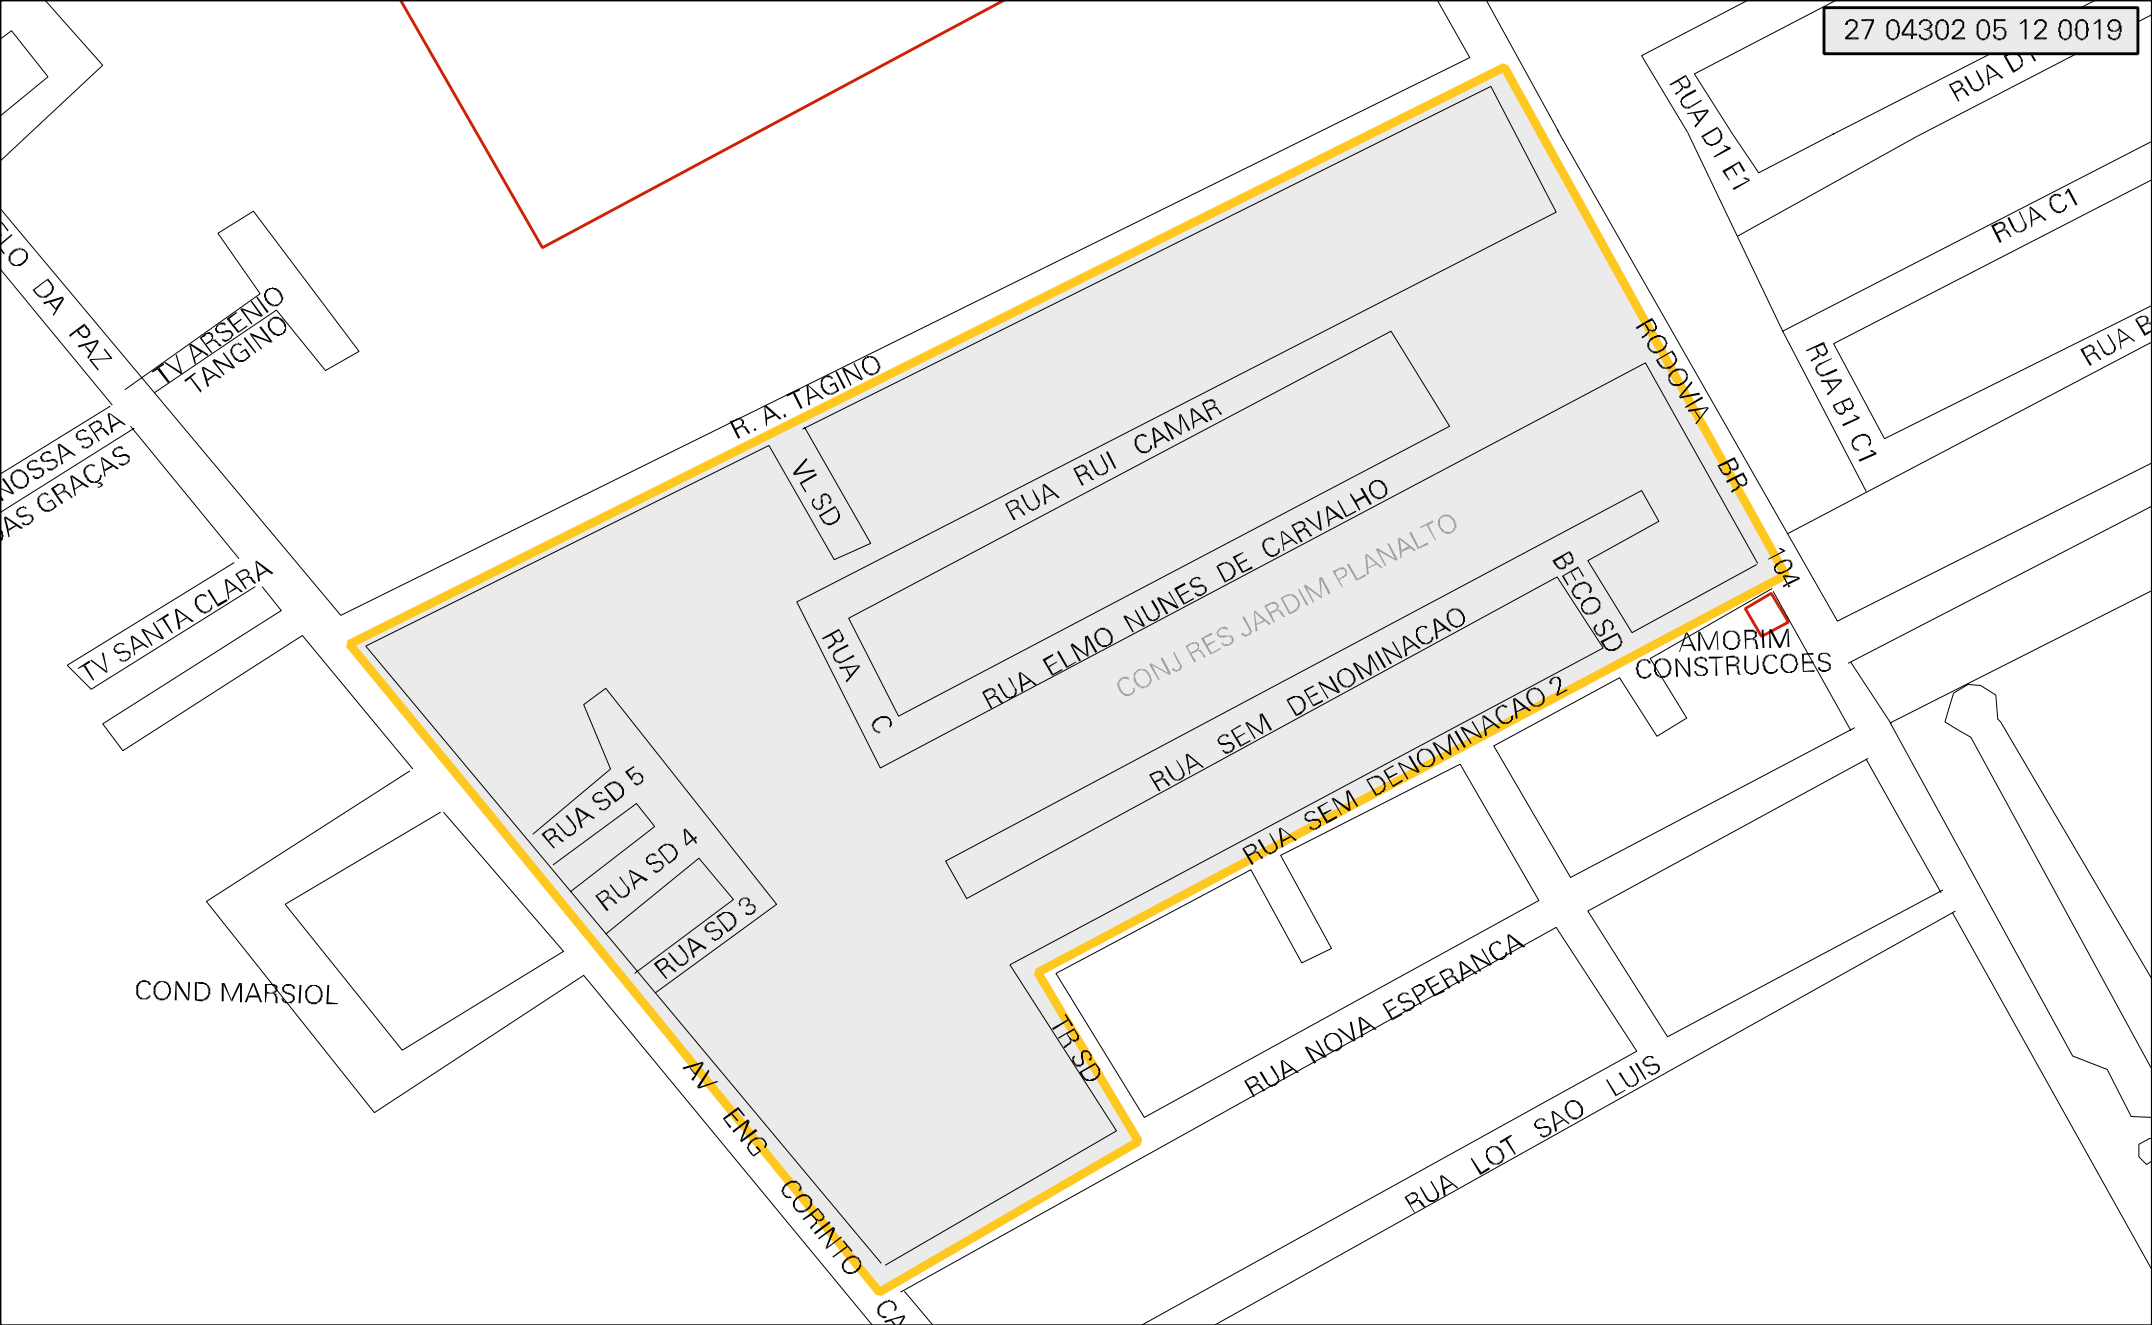 27 04302 05 12 0019
RUA D1 E1
RUA C1
RUA B1 C1
DA PAZ
TV ARSENIO
TANGINO
NOSSA SRA
DAS GRAÇAS
TV SANTA CLARA
R. A. TAGINO
VL SD
RUA RUI CAMAR
RODOVIA BR 104
RUA ELMO NUNES DE CARVALHO
CONJ RES JARDIM PLANALTO
RUA C
RUA SEM DENOMINACAO
BECO SD
AMORIM
CONSTRUCOES
RUA SEM DENOMINACAO 2
RUA SD 5
RUA SD 4
RUA SD 3
COND MARSIOL
TR SD
RUA NOVA ESPERANCA
RUA LOT SAO LUIS
AV ENG CORINTO